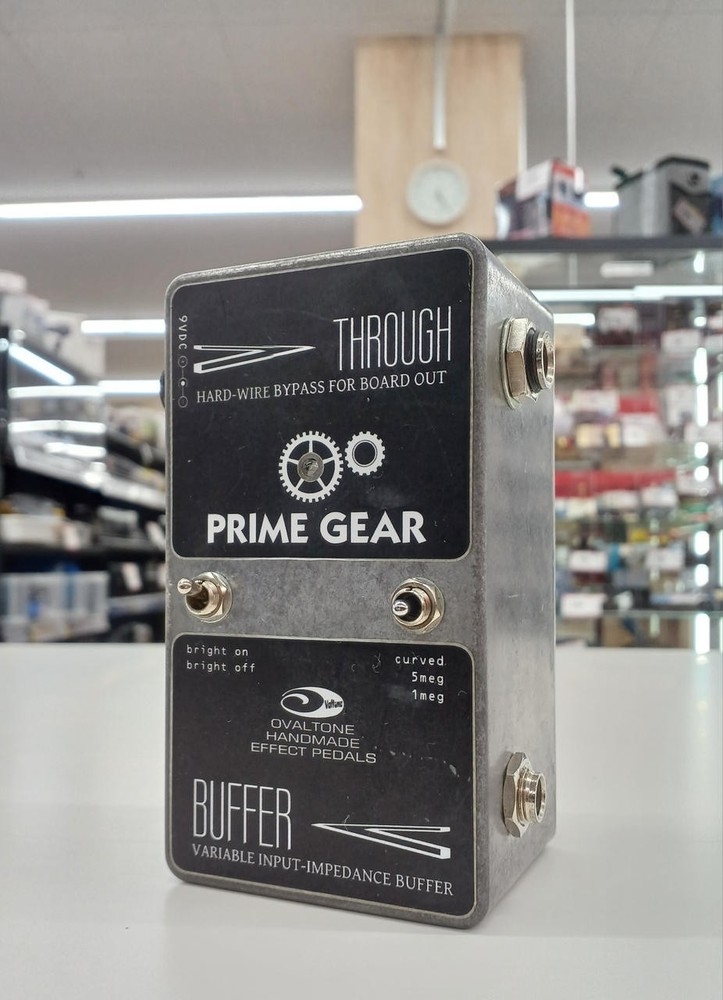 9VDC
THROUGH
HARD-WIRE BYPASS FOR BOARD OUT
PRIME GEAR
bright on
bright off
curved
5meg
1meg
Valtone
OVALTONE
HANDMADE
EFFECT PEDALS
BUFFER
VARIABLE INPUT-IMPEDANCE BUFFER